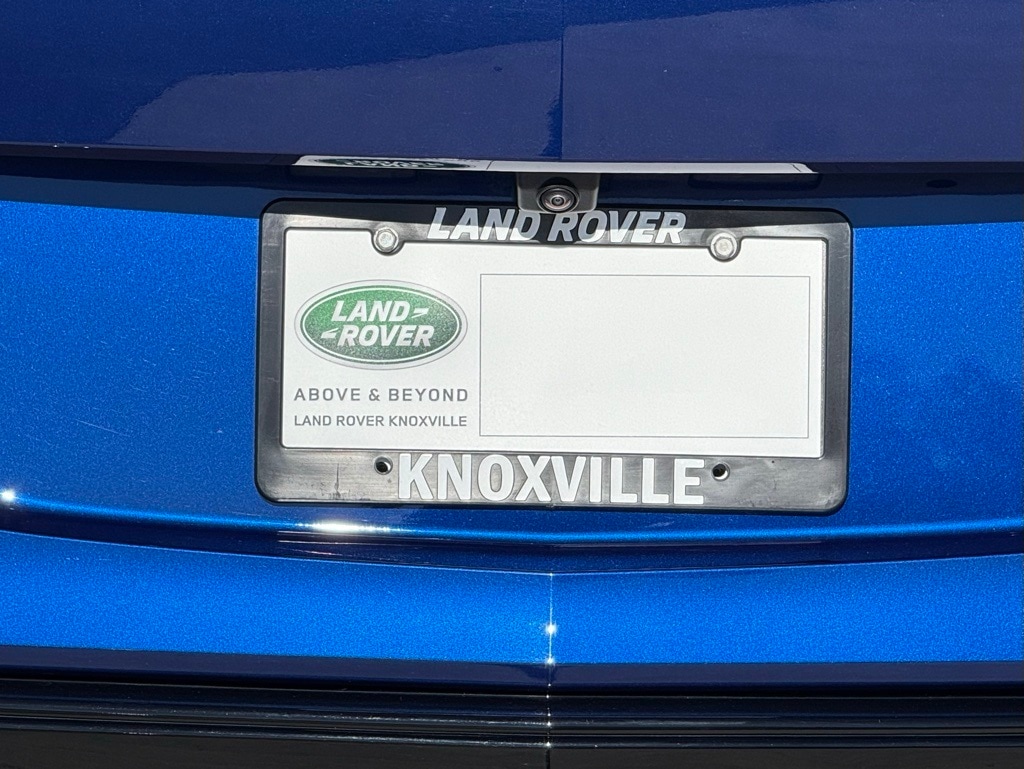 LAND ROVER
LAND
ROVER
ABOVE & BEYOND
LAND ROVER KNOXVILLE
KNOXVILLE